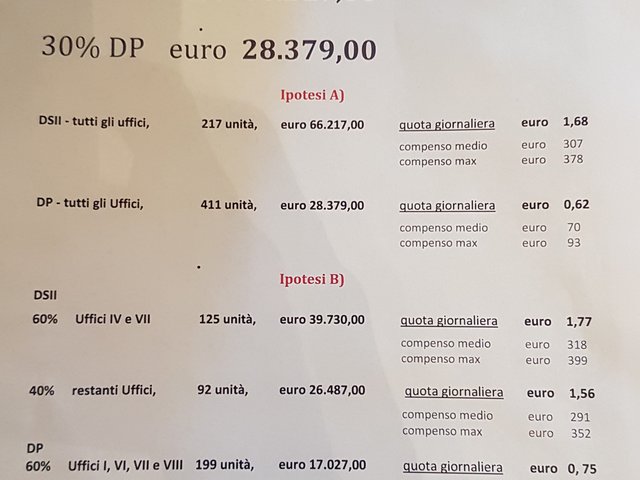 30% DP euro 28.379,00
Ipotesi A)
DSII - tutti gli uffici, 217 unità, euro 66.217,00 quota giornaliera euro 1,68
compenso medio euro 307
compenso max euro 378
DP - tutti gli Uffici, 411 unità, euro 28.379,00 quota giornaliera euro 0,62
compenso medio euro 70
compenso max euro 93
Ipotesi B)
DSII
60% Uffici IV e VII 125 unità, euro 39.730,00 quota giornaliera euro 1,77
compenso medio euro 318
compenso max euro 399
40% restanti Uffici, 92 unità, euro 26.487,00 quota giornaliera euro 1,56
compenso medio euro 291
compenso max euro 352
DP
60% Uffici I, VI, VII e VIII 199 unità, euro 17.027,00 quota giornaliera euro 0, 75